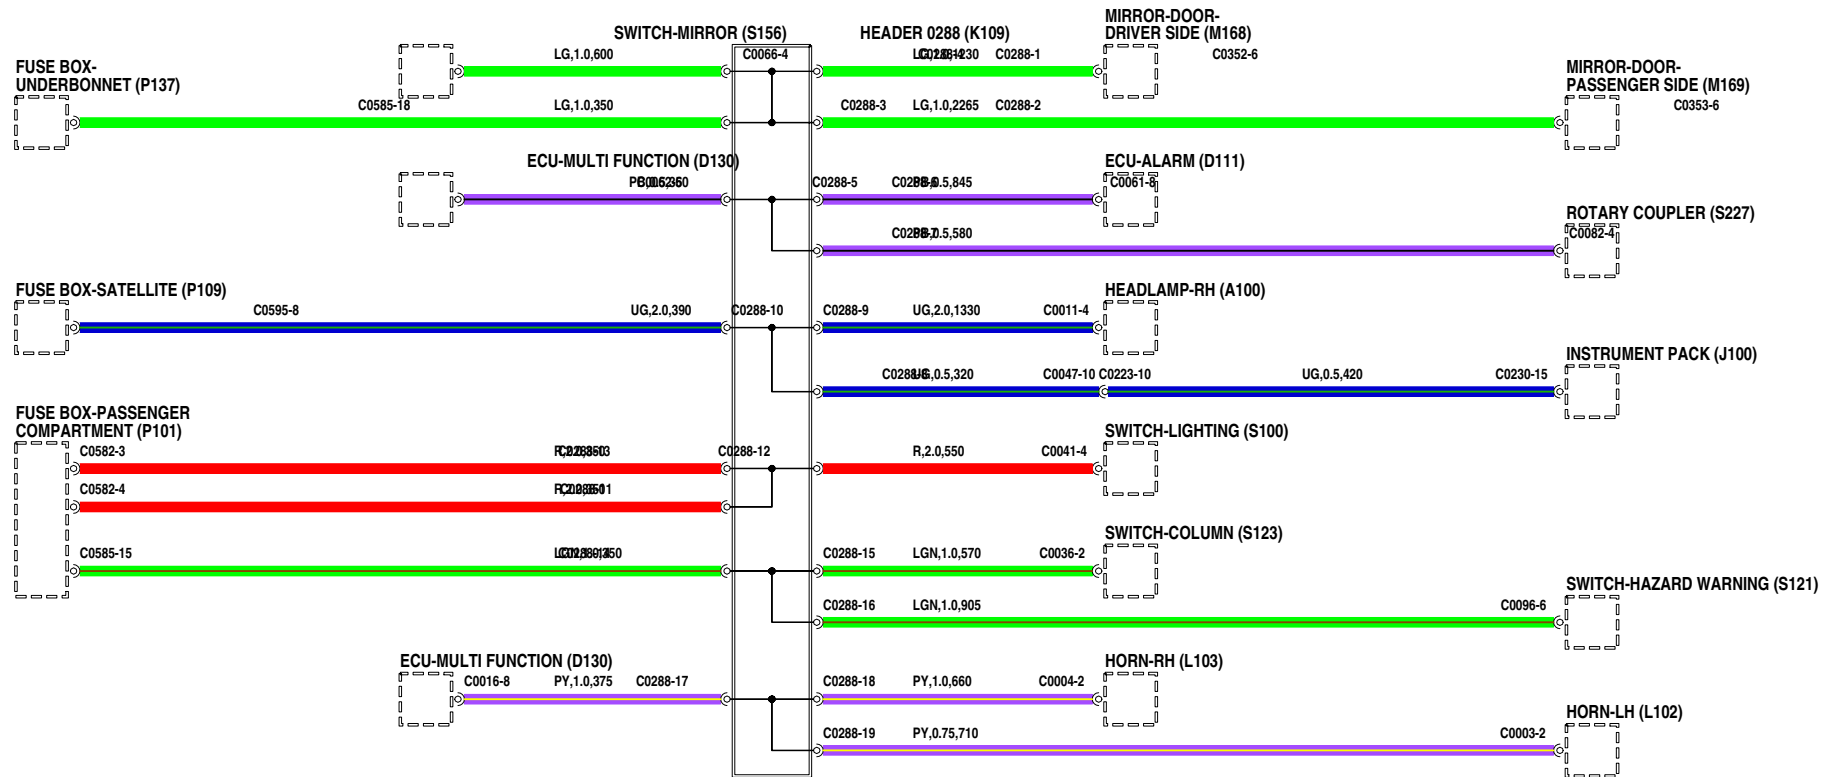 SWITCH-MIRROR (S156)
HEADER 0288 (K109)
MIRROR-DOOR-
DRIVER SIDE (M168)
LG,1.0,600
C0066-4
C0288-1
C0352-6
FUSE BOX-
UNDERBONNET (P137)
MIRROR-DOOR-
PASSENGER SIDE (M169)
C0585-18
LG,1.0,350
C0288-3
LG,1.0,2265
C0288-2
C0353-6
ECU-MULTI FUNCTION (D130)
ECU-ALARM (D111)
C0288-5
C0061-8
ROTARY COUPLER (S227)
C0082-4
FUSE BOX-SATELLITE (P109)
HEADLAMP-RH (A100)
C0595-8
UG,2.0,390
C0288-10
C0288-9
UG,2.0,1330
C0011-4
INSTRUMENT PACK (J100)
UG,0.5,320
C0047-10
C0223-10
UG,0.5,420
C0230-15
FUSE BOX-PASSENGER
COMPARTMENT (P101)
SWITCH-LIGHTING (S100)
C0582-3
C0288-12
R,2.0,550
C0041-4
C0582-4
SWITCH-COLUMN (S123)
C0585-15
C0288-15
LGN,1.0,570
C0036-2
SWITCH-HAZARD WARNING (S121)
C0288-16
LGN,1.0,905
C0096-6
ECU-MULTI FUNCTION (D130)
HORN-RH (L103)
C0016-8
PY,1.0,375
C0288-17
C0288-18
PY,1.0,660
C0004-2
HORN-LH (L102)
C0288-19
PY,0.75,710
C0003-2